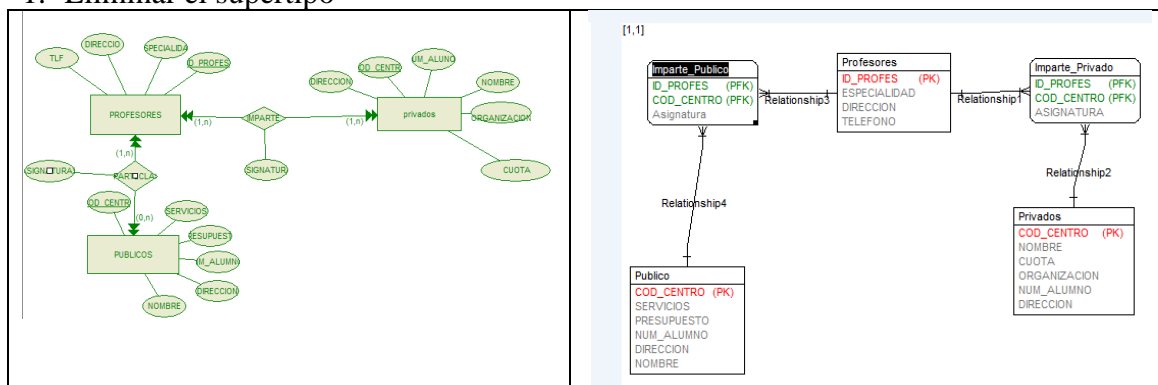 1. Eliminar el supertipo
TLF
DIRECCIO
SPECIALIDA
D_PROFES
PROFESORES
(1,n)
IMPARTE
SIGNATUR
(1,n)
privados
DIRECCION
OD_CENTR
UM_ALUNO
NOMBRE
ORGANIZACION
CUOTA
(1,n)
SIGNATURA
(0,n)
OD_CENTR
SERVICIOS
RESUPUEST
M_ALUMN
DIRECCION
NOMBRE
PUBLICOS
[1,1]
Imparte_Publico
ID_PROFES (PFK)
COD_CENTRO (PFK)
Asignatura
Relationship3
Profesores
ID_PROFES (PK)
ESPECIALIDAD
DIRECCION
TELEFONO
Relationship1
Imparte_Privado
ID_PROFES (PFK)
COD_CENTRO (PFK)
ASIGNATURA
Relationship4
Relationship2
Publico
COD_CENTRO (PK)
SERVICIOS
PRESUPUESTO
NUM_ALUMNO
DIRECCION
NOMBRE
Privados
COD_CENTRO (PK)
NOMBRE
CUOTA
ORGANIZACION
NUM_ALUMNO
DIRECCION